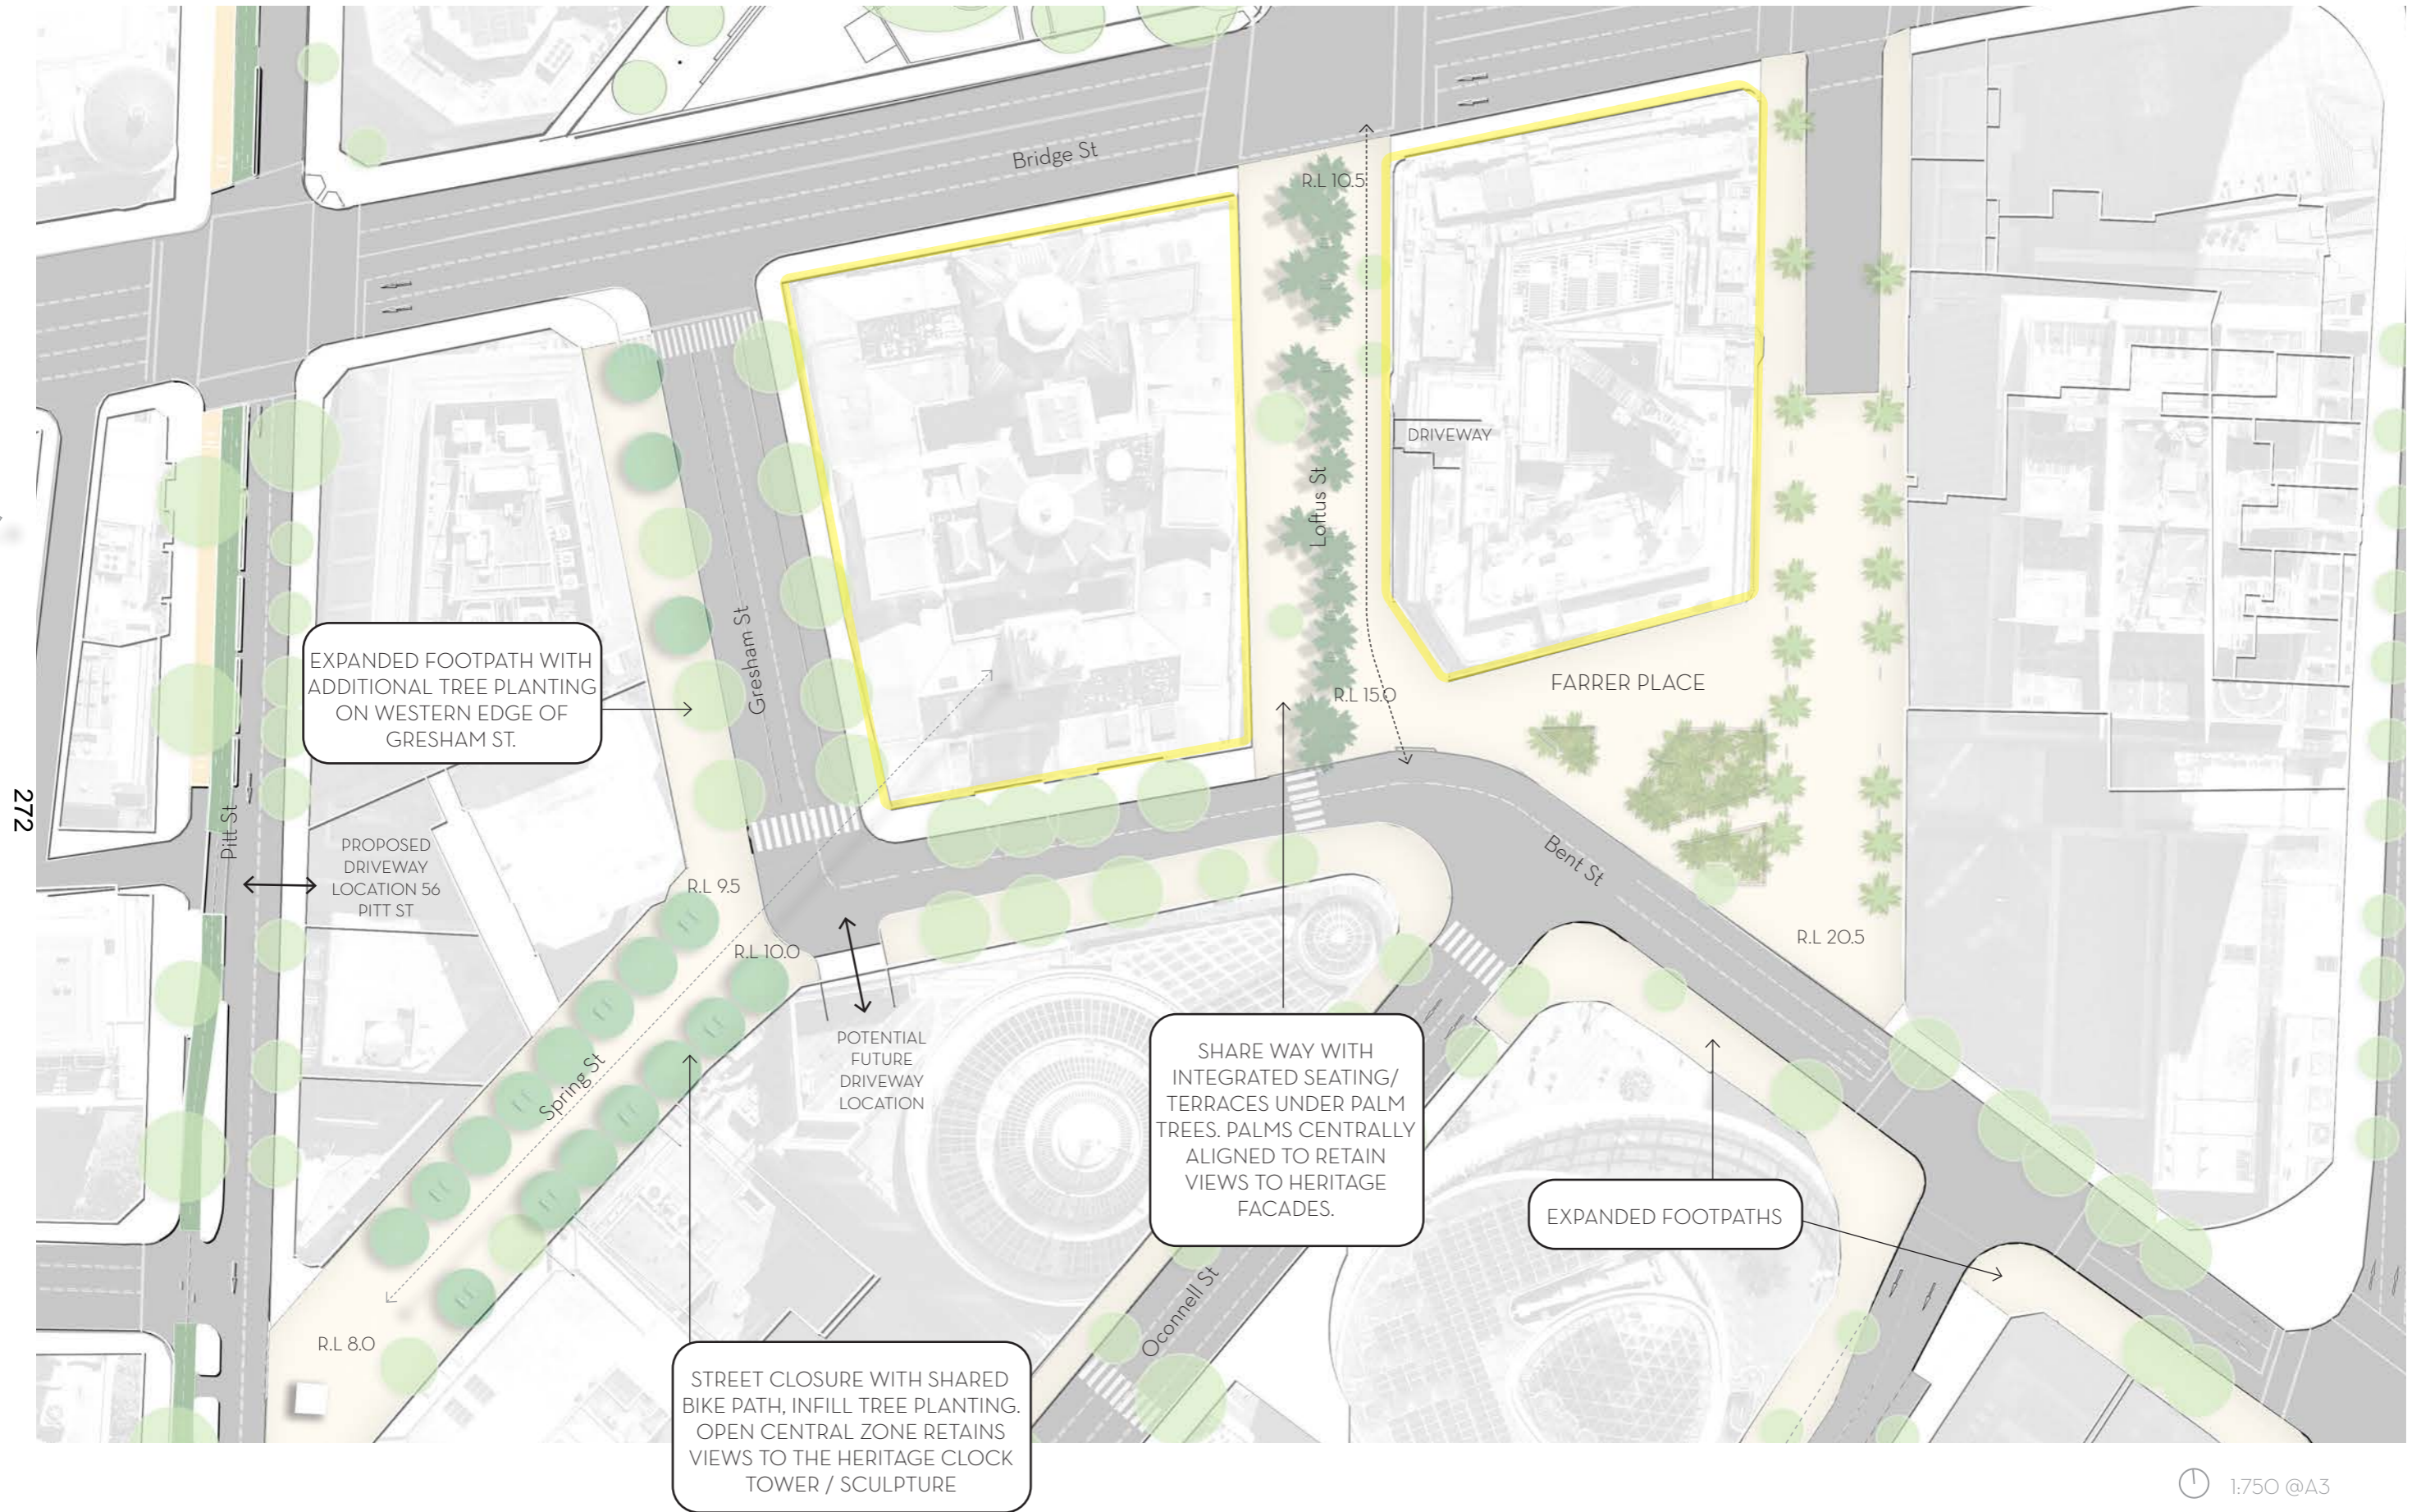 Bridge St
R.L 10.5
DRIVEWAY
Loftus St
Gresham St
EXPANDED FOOTPATH WITH
ADDITIONAL TREE PLANTING
ON WESTERN EDGE OF
GRESHAM ST.
FARRER PLACE
R.L 15.0
272
Pitt St
PROPOSED
DRIVEWAY
LOCATION 56
PITT ST
R.L 9.5
R.L 10.0
Bent St
R.L 20.5
POTENTIAL
FUTURE
DRIVEWAY
LOCATION
Spring St
SHARE WAY WITH
INTEGRATED SEATING/
TERRACES UNDER PALM
TREES. PALMS CENTRALLY
ALIGNED TO RETAIN
VIEWS TO HERITAGE
FACADES.
EXPANDED FOOTPATHS
Oconnell St
R.L 8.0
STREET CLOSURE WITH SHARED
BIKE PATH, INFILL TREE PLANTING.
OPEN CENTRAL ZONE RETAINS
VIEWS TO THE HERITAGE CLOCK
TOWER / SCULPTURE
1:750 @A3